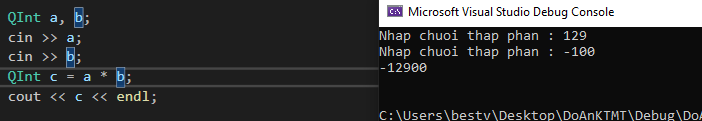 QInt a, b;
cin >> a;
cin >> b;
QInt c = a * b;
cout << c << endl;
Microsoft Visual Studio Debug Console
Nhap chuoi thap phan : 129
Nhap chuoi thap phan : -100
-12900
C:\Users\bestv\Desktop\DoAnKTMT\Debug\DoA